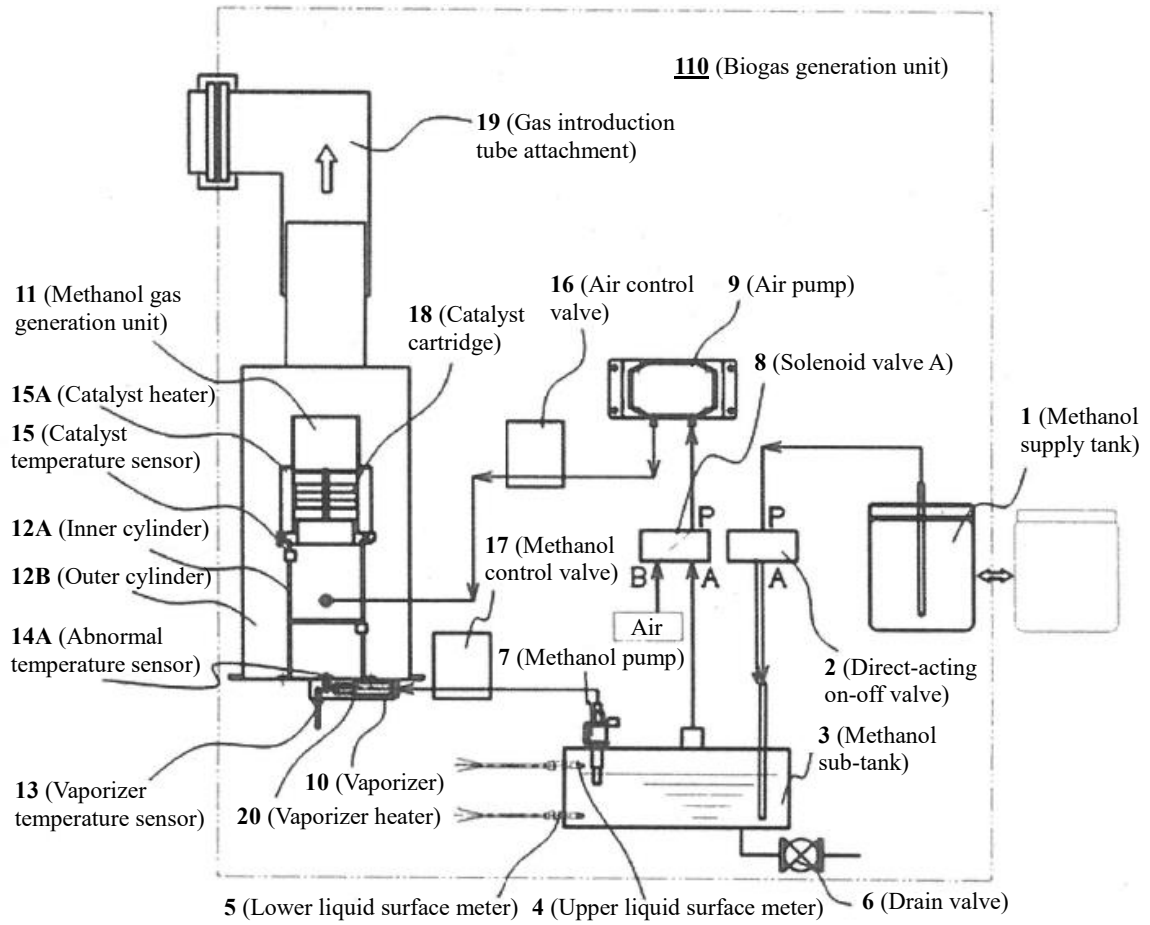 110 (Biogas generation unit)
19 (Gas introduction
tube attachment)
11 (Methanol gas
generation unit)
16 (Air control
valve)
9 (Air pump)
18 (Catalyst
cartridge)
8 (Solenoid valve A)
15A (Catalyst heater)
15 (Catalyst
temperature sensor)
1 (Methanol
supply tank)
12A (Inner cylinder)
12B (Outer cylinder)
17 (Methanol
control valve)
P
P
B
A
A
Air
14A (Abnormal
temperature sensor)
7 (Methanol pump)
2 (Direct-acting
on-off valve)
3 (Methanol
sub-tank)
13 (Vaporizer
temperature sensor)
10 (Vaporizer)
20 (Vaporizer heater)
5 (Lower liquid surface meter)
4 (Upper liquid surface meter)
6 (Drain valve)